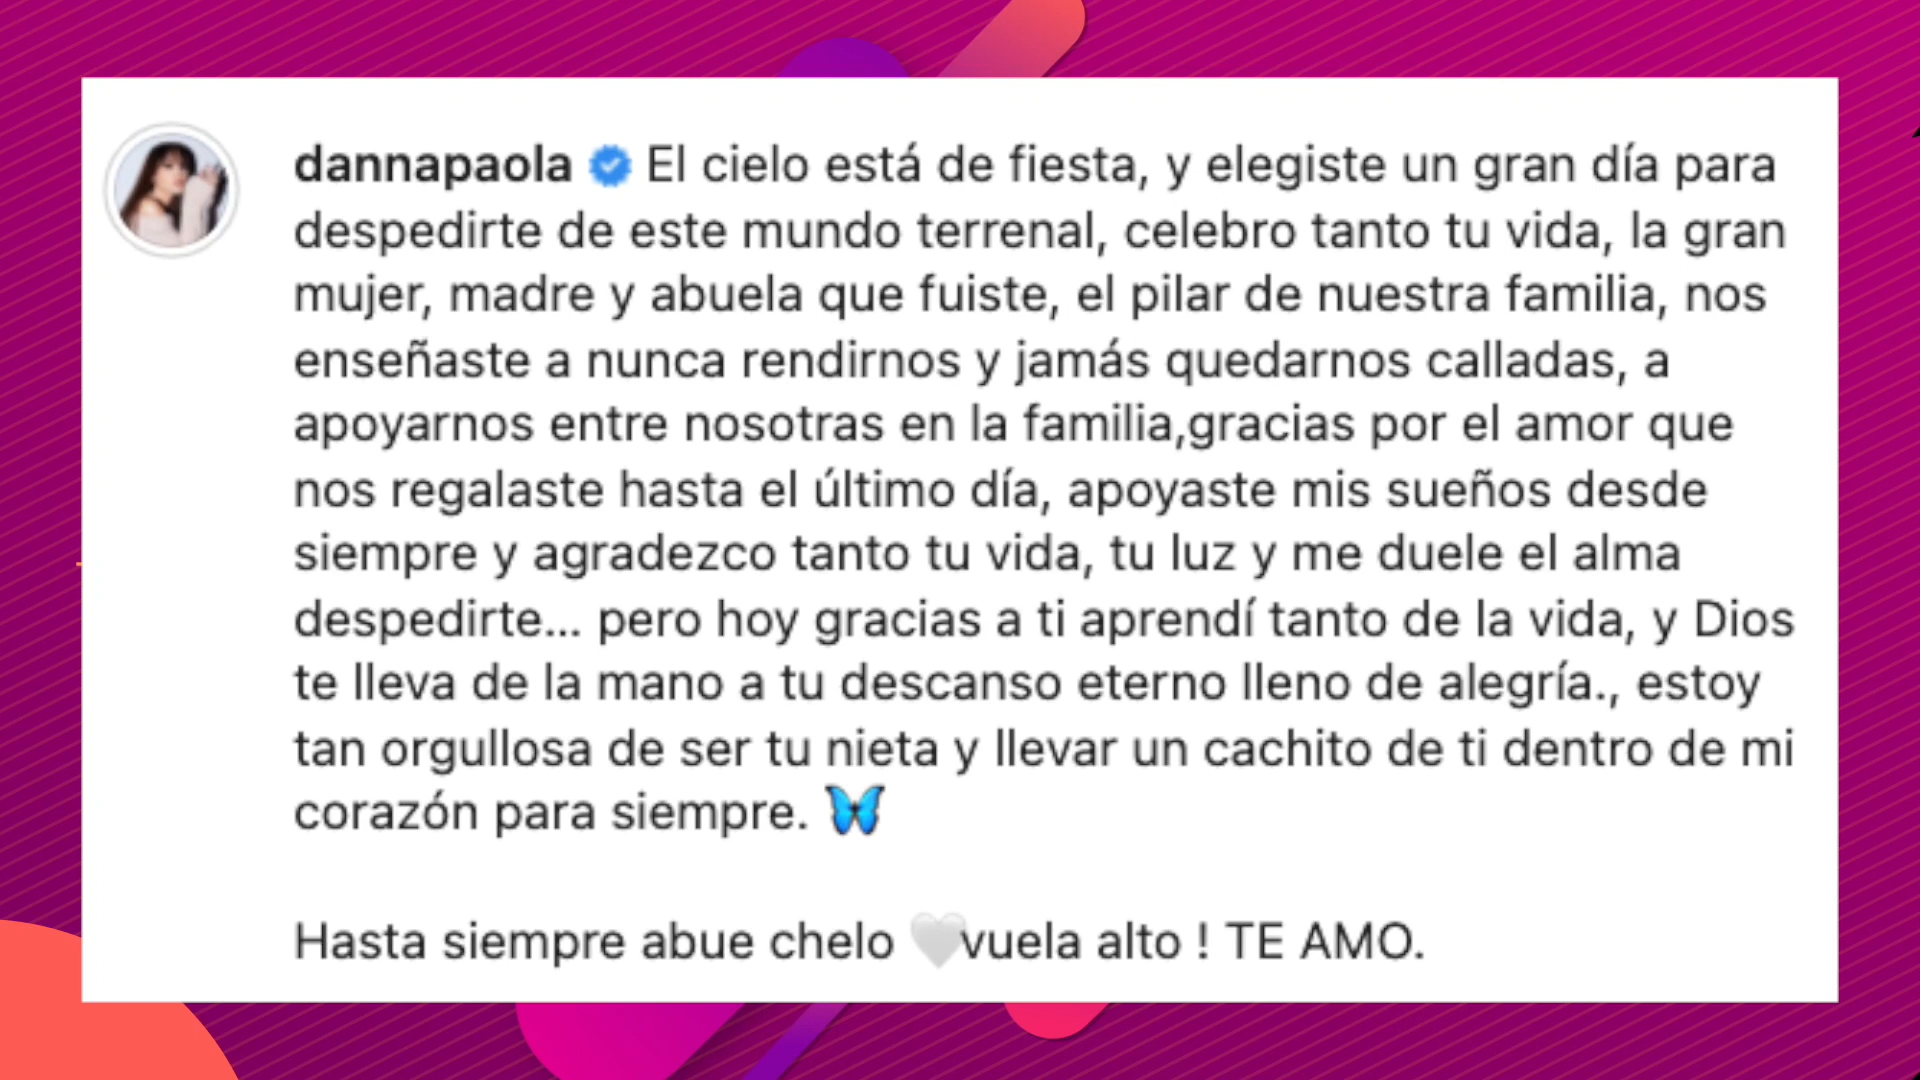 dannapaola El cielo está de fiesta, y elegiste un gran día para
despedirte de este mundo terrenal, celebro tanto tu vida, la gran
mujer, madre y abuela que fuiste, el pilar de nuestra familia, nos
enseñaste a nunca rendirnos y jamás quedarnos calladas, a
apoyarnos entre nosotras en la familia,gracias por el amor que
nos regalaste hasta el último día, apoyaste mis sueños desde
siempre y agradezco tanto tu vida, tu luz y me duele el alma
despedirte... pero hoy gracias a ti aprendí tanto de la vida, y Dios
te lleva de la mano a tu descanso eterno lleno de alegría., estoy
tan orgullosa de ser tu nieta y llevar un cachito de ti dentro de mi
corazón para siempre. 🦋
Hasta siempre abue chelo 🤍vuela alto ! TE AMO.